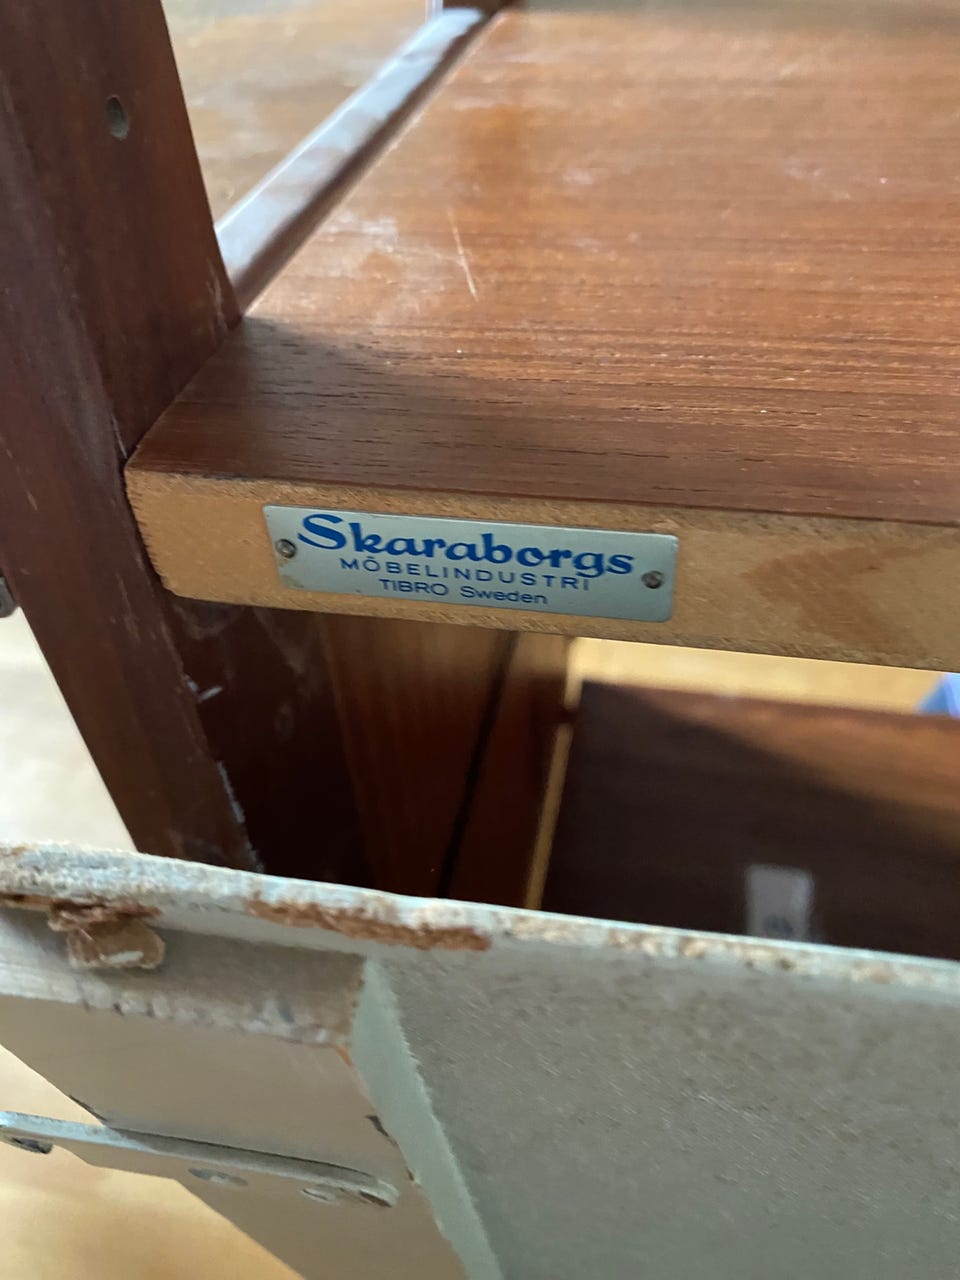 Skaraborgs
MÖBELINDUSTRI
TIBRO Sweden